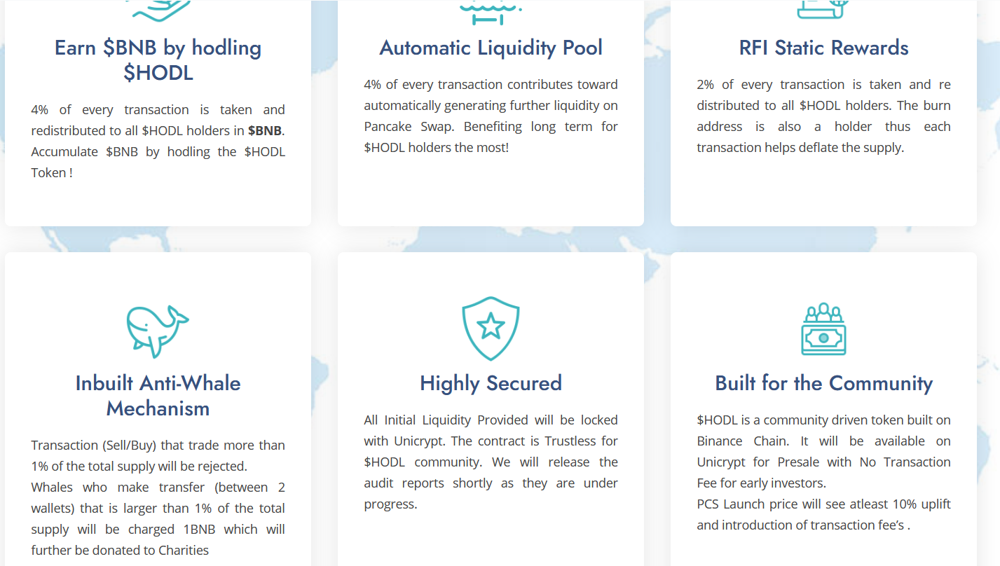 Earn $BNB by hodling
$HODL
4% of every transaction is taken and
redistributed to all $HODL holders in $BNB.
Accumulate $BNB by hodling the $HODL
Token !
Automatic Liquidity Pool
4% of every transaction contributes toward
automatically generating further liquidity on
Pancake Swap. Benefiting long term for
$HODL holders the most!
RFI Static Rewards
2% of every transaction is taken and re
distributed to all $HODL holders. The burn
address is also a holder thus each
transaction helps deflate the supply.
Inbuilt Anti-Whale
Mechanism
Transaction (Sell/Buy) that trade more than
1% of the total supply will be rejected.
Whales who make transfer (between 2
wallets) that is larger than 1% of the total
supply will be charged 1BNB which will
further be donated to Charities
Highly Secured
All Initial Liquidity Provided will be locked
with Unicrypt. The contract is Trustless for
$HODL community. We will release the
audit reports shortly as they are under
progress.
Built for the Community
$HODL is a community driven token built on
Binance Chain. It will be available on
Unicrypt for Presale with No Transaction
Fee for early investors.
PCS Launch price will see atleast 10% uplift
and introduction of transaction fee’s .